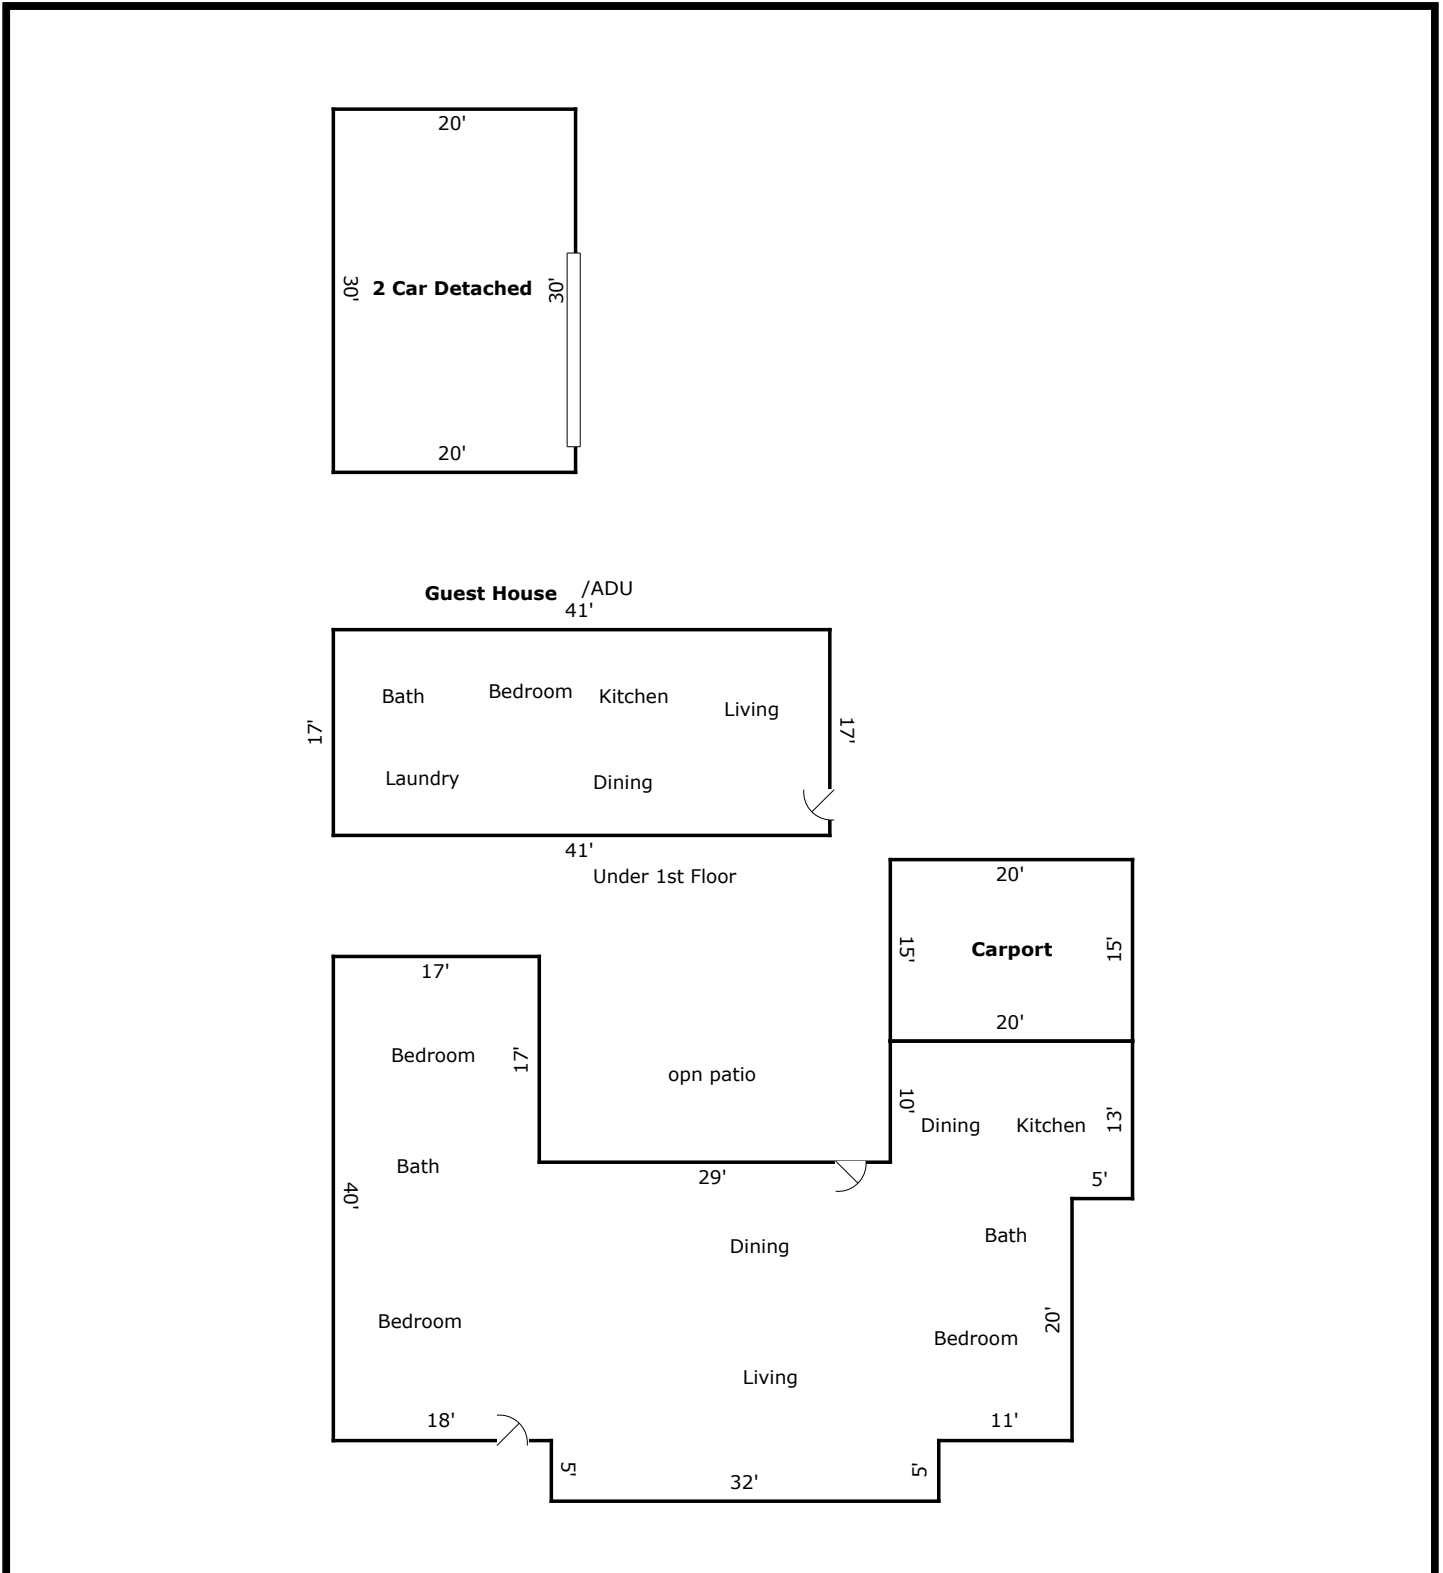 20'
30'
2 Car Detached
30'
20'
Guest House /ADU
41'
Bath
Bedroom
Kitchen
Living
17'
17'
Laundry
Dining
41'
Under 1st Floor
20'
15'
Carport
15'
20'
17'
Bedroom
17'
opn patio
10'
Dining
Kitchen
13'
Bath
29'
5'
40'
Dining
Bath
Bedroom
20'
Bedroom
Living
18'
11'
5'
32'
5'